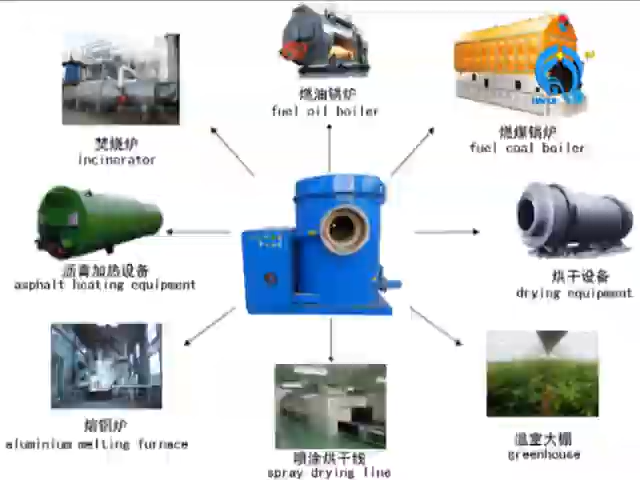 燃油锅炉
fuel oil boiler
燃煤锅炉
fuel coal boiler
焚烧炉
incinerator
沥青加热设备
asphalt heating equipment
烘干设备
drying equipment
熔铝炉
aluminium melting furnace
喷涂烘干线
spray drying line
温室大棚
greenhouse